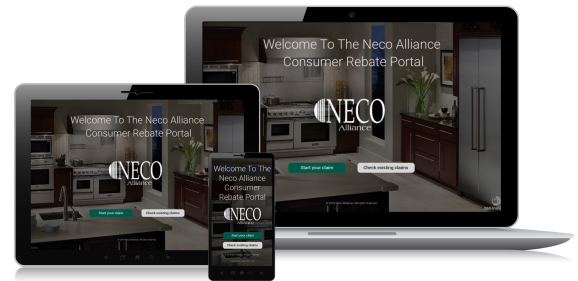 Welcome To The Neco Alliance
Consumer Rebate Portal
NECO
Alliance
Start your claim
Check existing claims
Welcome To The Neco Alliance
Consumer Rebate Portal
NECO
Alliance
Start your claim
Check existing claims
Welcome To The
Neco Alliance
Consumer
Rebate Portal
NECO
Alliance
Start your claim
Check existing claims